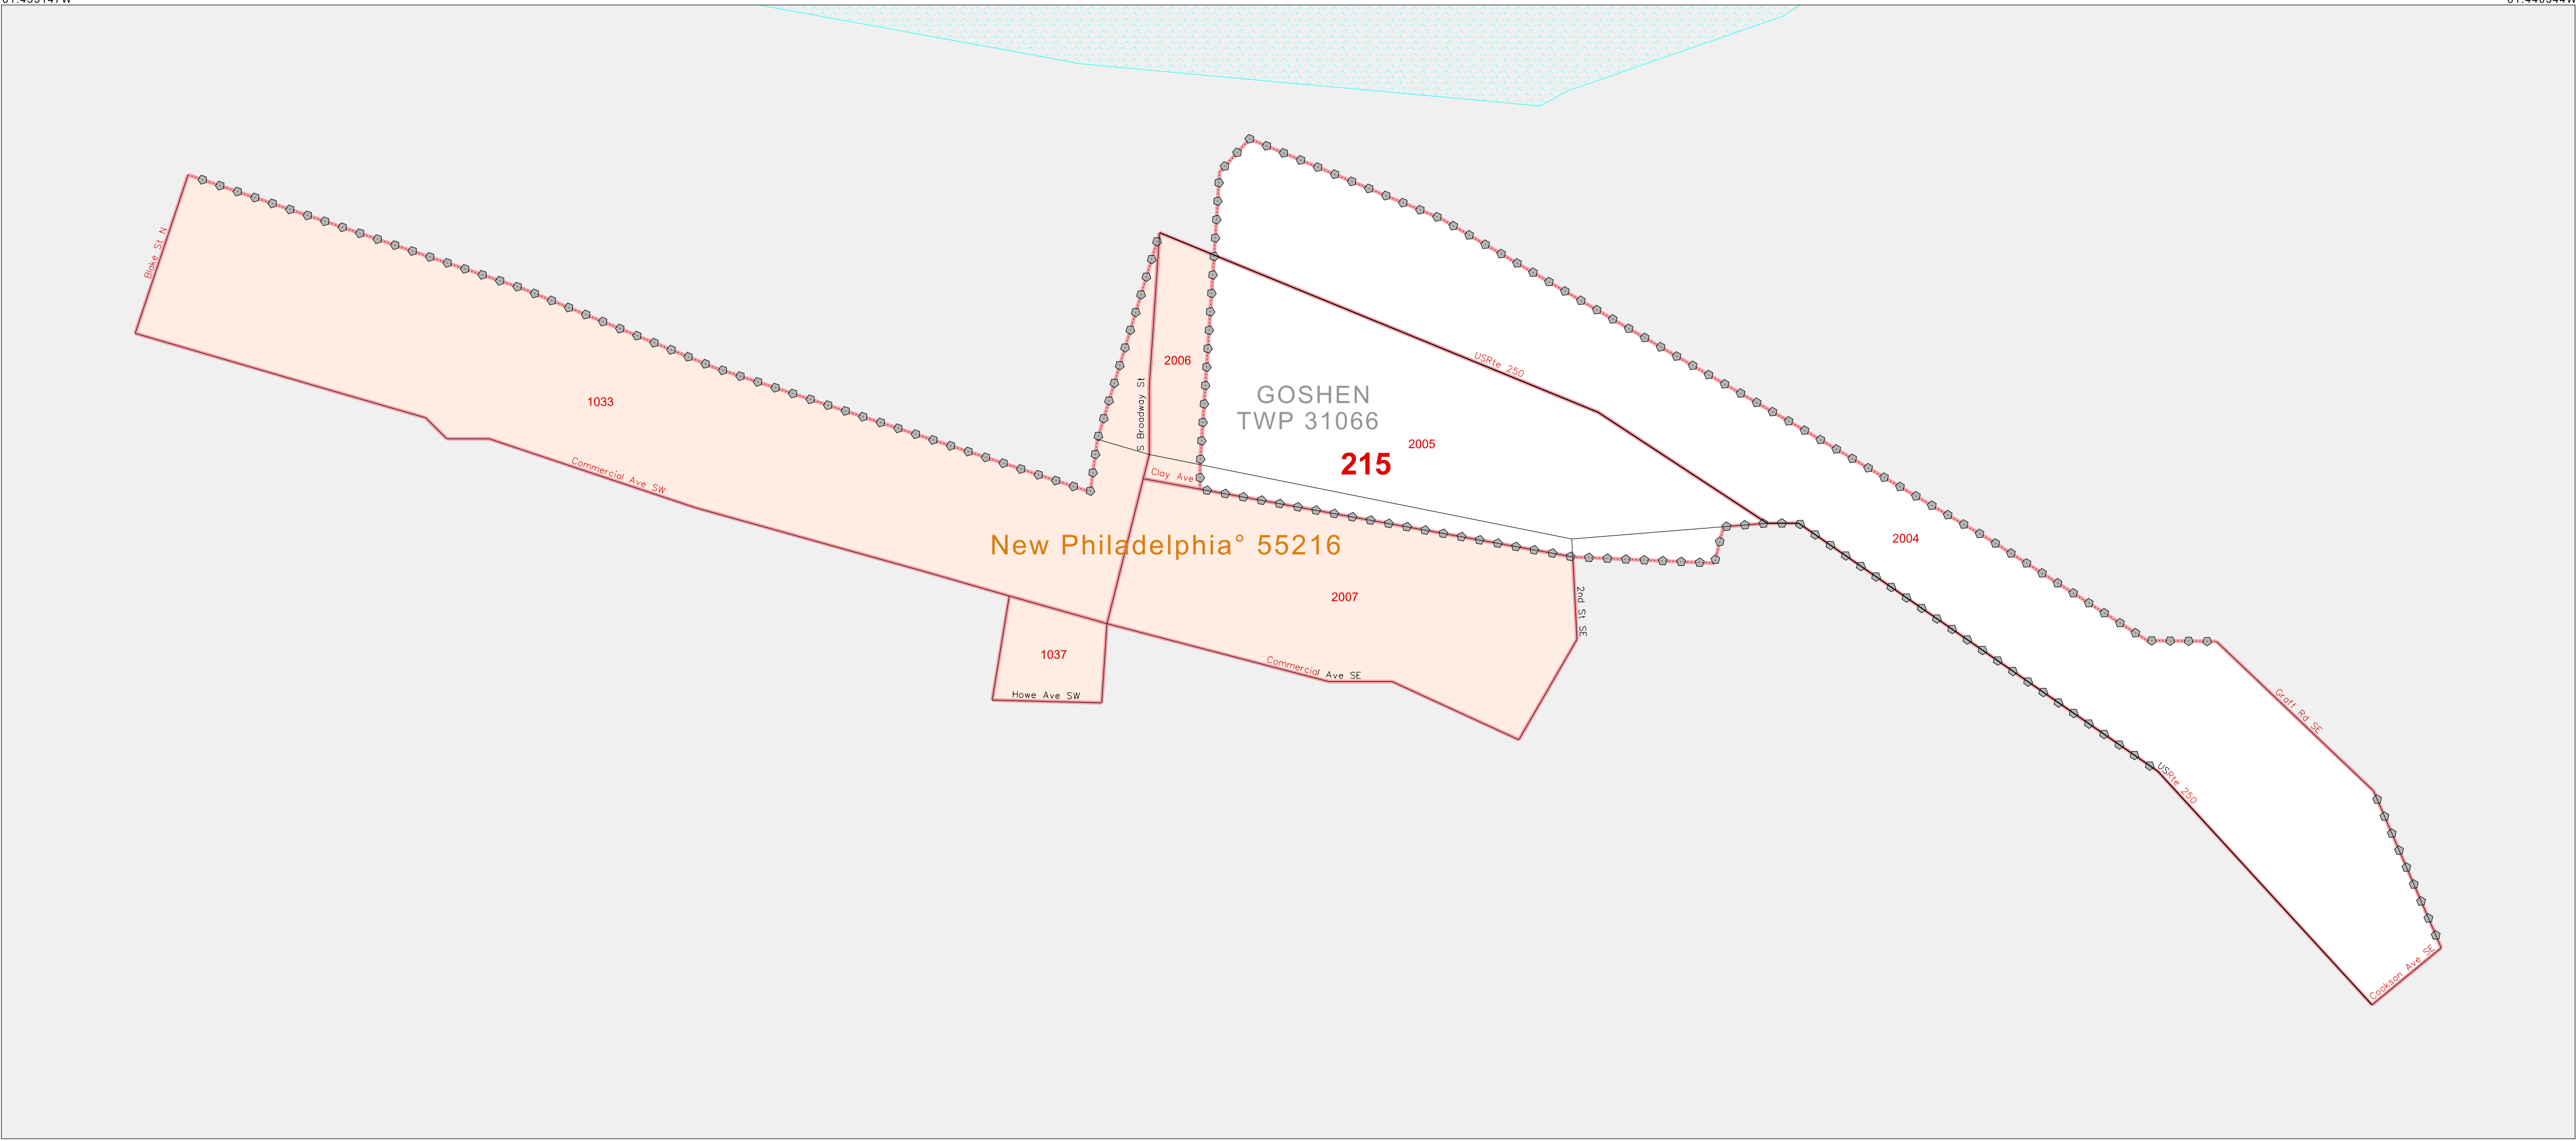 Blake St N
1033
Commercial Ave SW
2006
S Broadway St
USRte 250
GOSHEN
TWP 31066
2005
215
Clay Ave
New Philadelphia° 55216
2004
2007
2nd St SE
1037
Commercial Ave SE
Howe Ave SW
Graff Rd SE
USRte 250
Cookson Ave SE